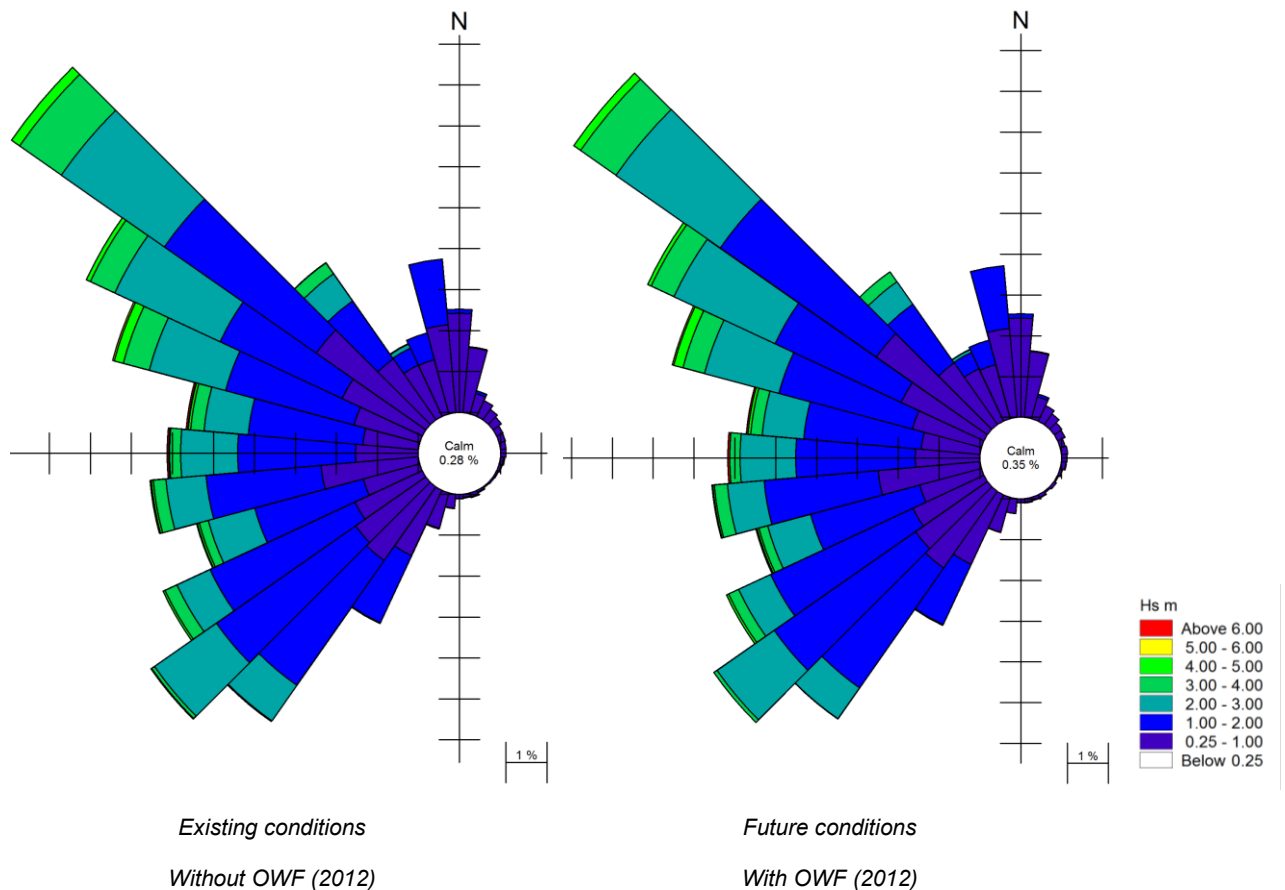 N
N
Calm
0.28 %
Calm
0.35 %
1 %
1 %
Hs m
Above 6.00
5.00 - 6.00
4.00 - 5.00
3.00 - 4.00
2.00 - 3.00
1.00 - 2.00
0.25 - 1.00
Below 0.25
Existing conditions
Without OWF (2012)
Future conditions
With OWF (2012)